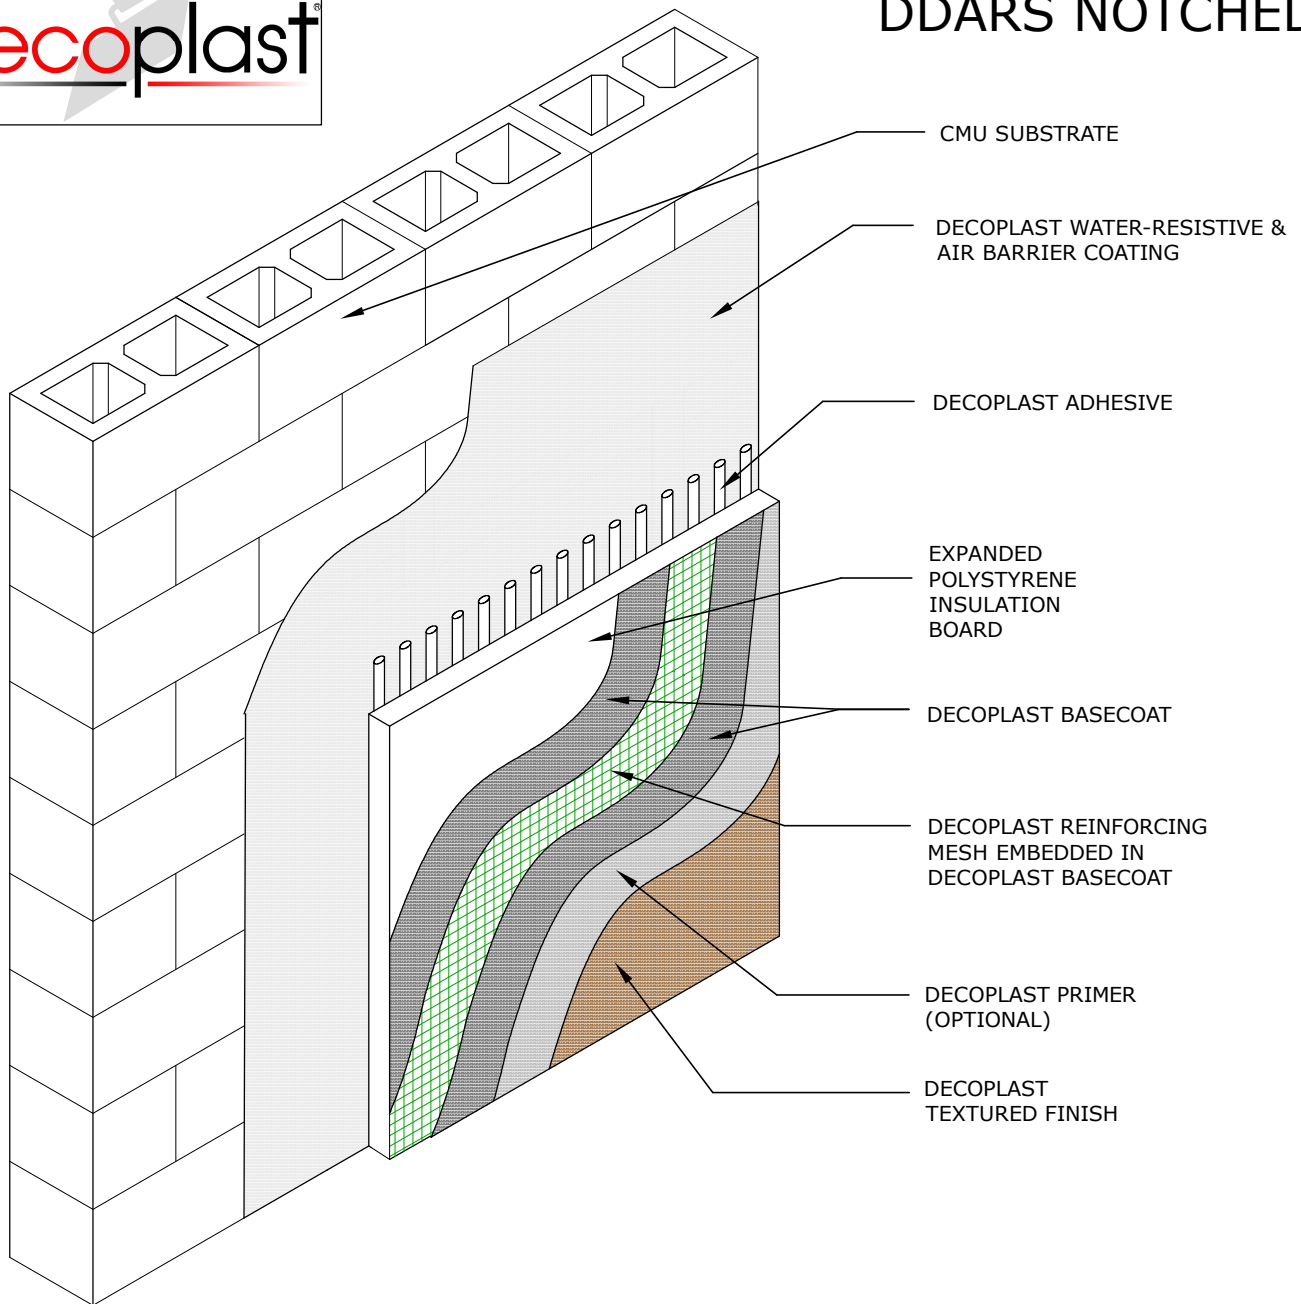 ecoplast®
DDARS NOTCHED
CMU SUBSTRATE
DECOPLAST WATER-RESISTIVE &
AIR BARRIER COATING
DECOPLAST ADHESIVE
EXPANDED
POLYSTYRENE
INSULATION
BOARD
DECOPLAST BASECOAT
DECOPLAST REINFORCING
MESH EMBEDDED IN
DECOPLAST BASECOAT
DECOPLAST PRIMER
(OPTIONAL)
DECOPLAST
TEXTURED FINISH